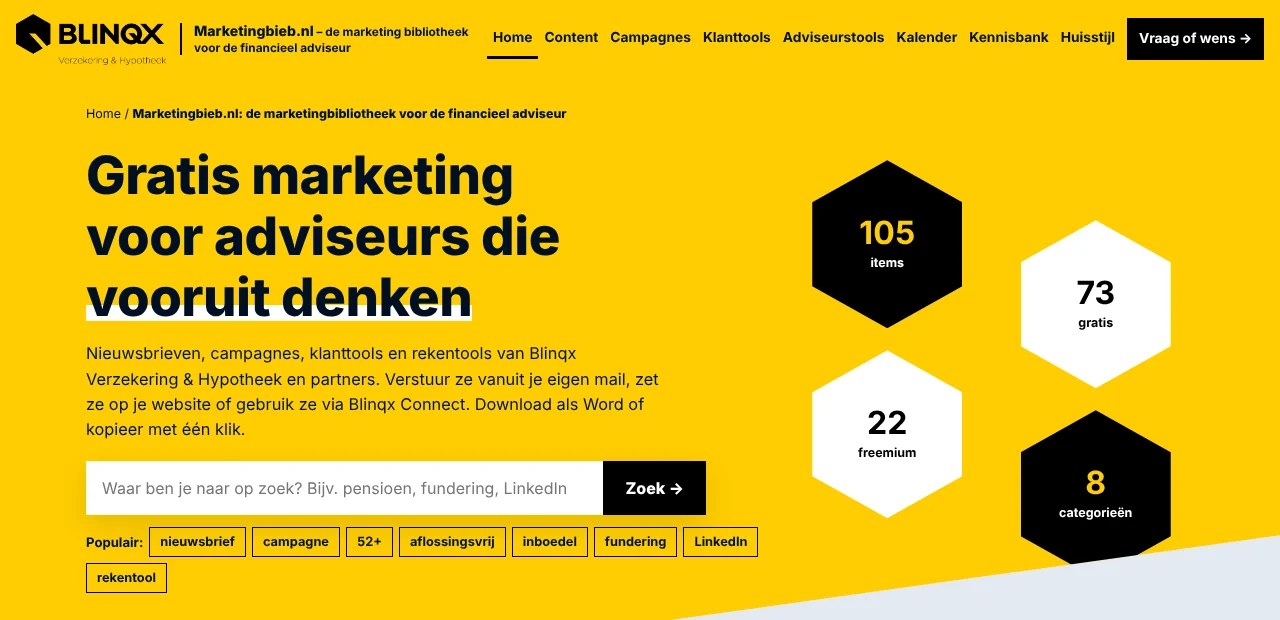 BLINQX
Verzekering & Hypotheek
Marketingbieb.nl – de marketing bibliotheek
voor de financieel adviseur
Home
Content
Campagnes
Klanttools
Adviseurstools
Kalender
Kennisbank
Huisstijl
Vraag of wens →
Home / Marketingbieb.nl: de marketingbibliotheek voor de financieel adviseur
Gratis marketing
voor adviseurs die
vooruit denken
Nieuwsbrieven, campagnes, klanttools en rekentools van Blinqx
Verzekering & Hypotheek en partners. Verstuur ze vanuit je eigen mail, zet
ze op je website of gebruik ze via Blinqx Connect. Download als Word of
kopieer met één klik.
Waar ben je naar op zoek? Bijv. pensioen, fundering, LinkedIn
Zoek →
Populair:
nieuwsbrief
campagne
52+
aflossingsvrij
inboedel
fundering
LinkedIn
rekentool
105
items
73
gratis
22
freemium
8
categorieën